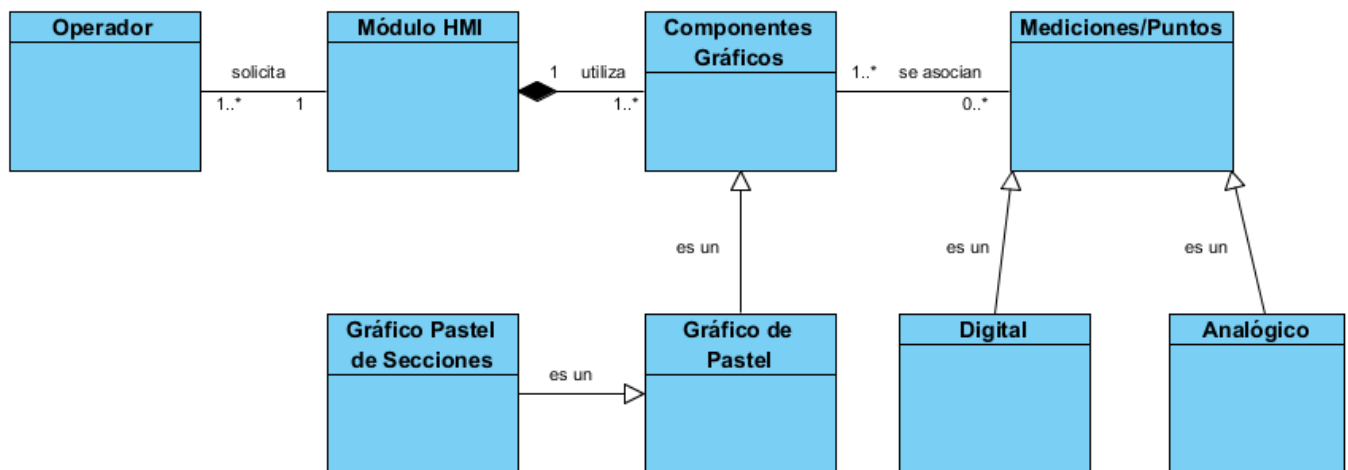 Operador
Módulo HMI
Componentes
Gráficos
Mediciones/Puntos
solicita
1..*
1
1
utiliza
1..*
1..*
se asocian
0..*
es un
es un
es un
Gráfico Pastel
de Secciones
es un
Gráfico de
Pastel
Digital
Analógico